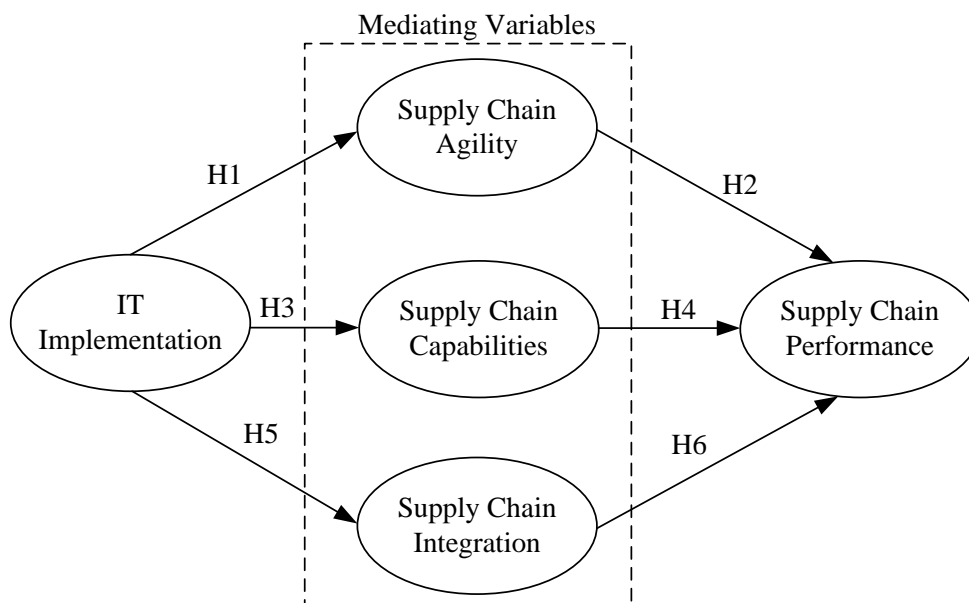 Mediating Variables
Supply Chain
Agility
H1
H2
IT
Implementation
H3
Supply Chain
Capabilities
H4
Supply Chain
Performance
H5
H6
Supply Chain
Integration